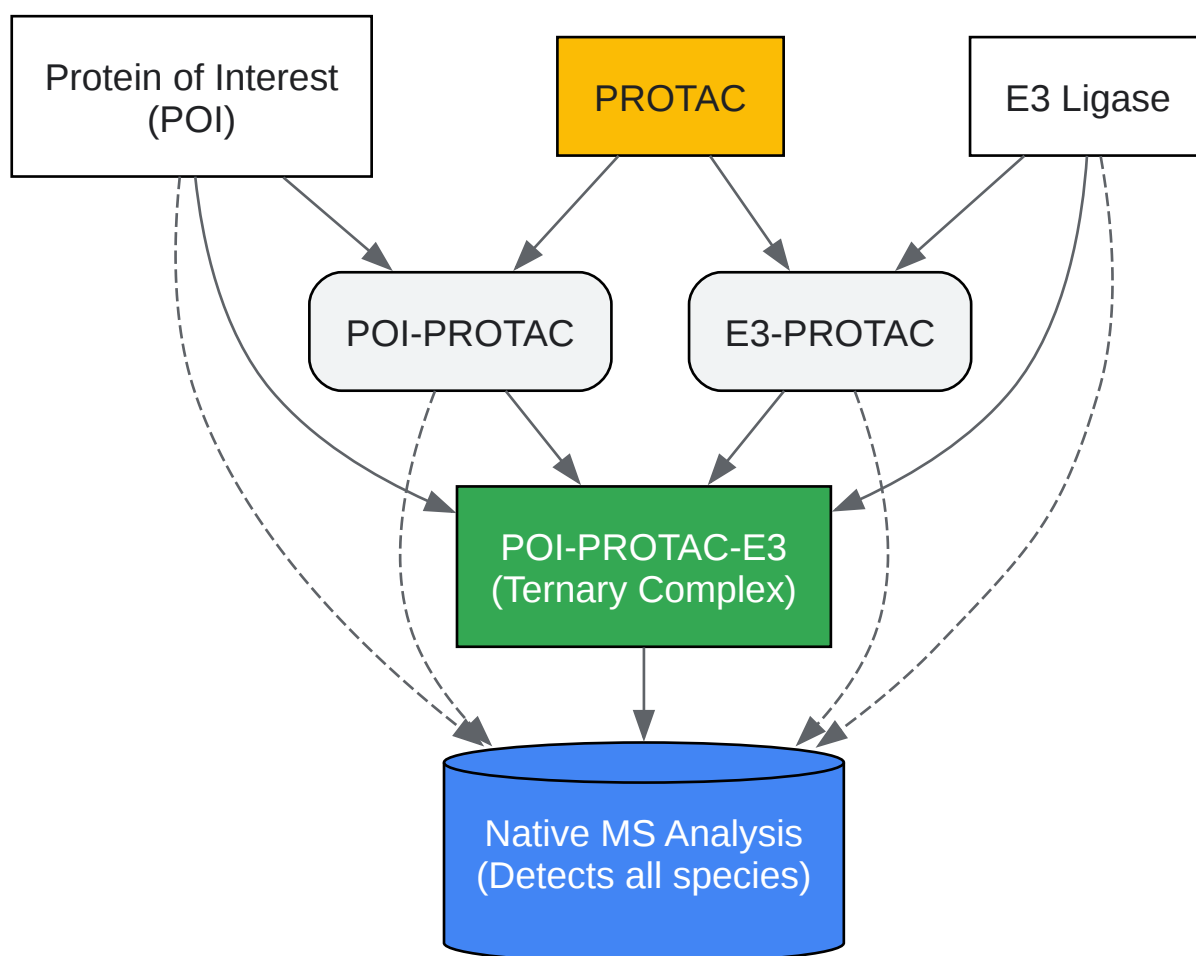 Protein of Interest
(POI)
PROTAC
E3 Ligase
POI-PROTAC
E3-PROTAC
POI-PROTAC-E3
(Ternary Complex)
Native MS Analysis
(Detects all species)